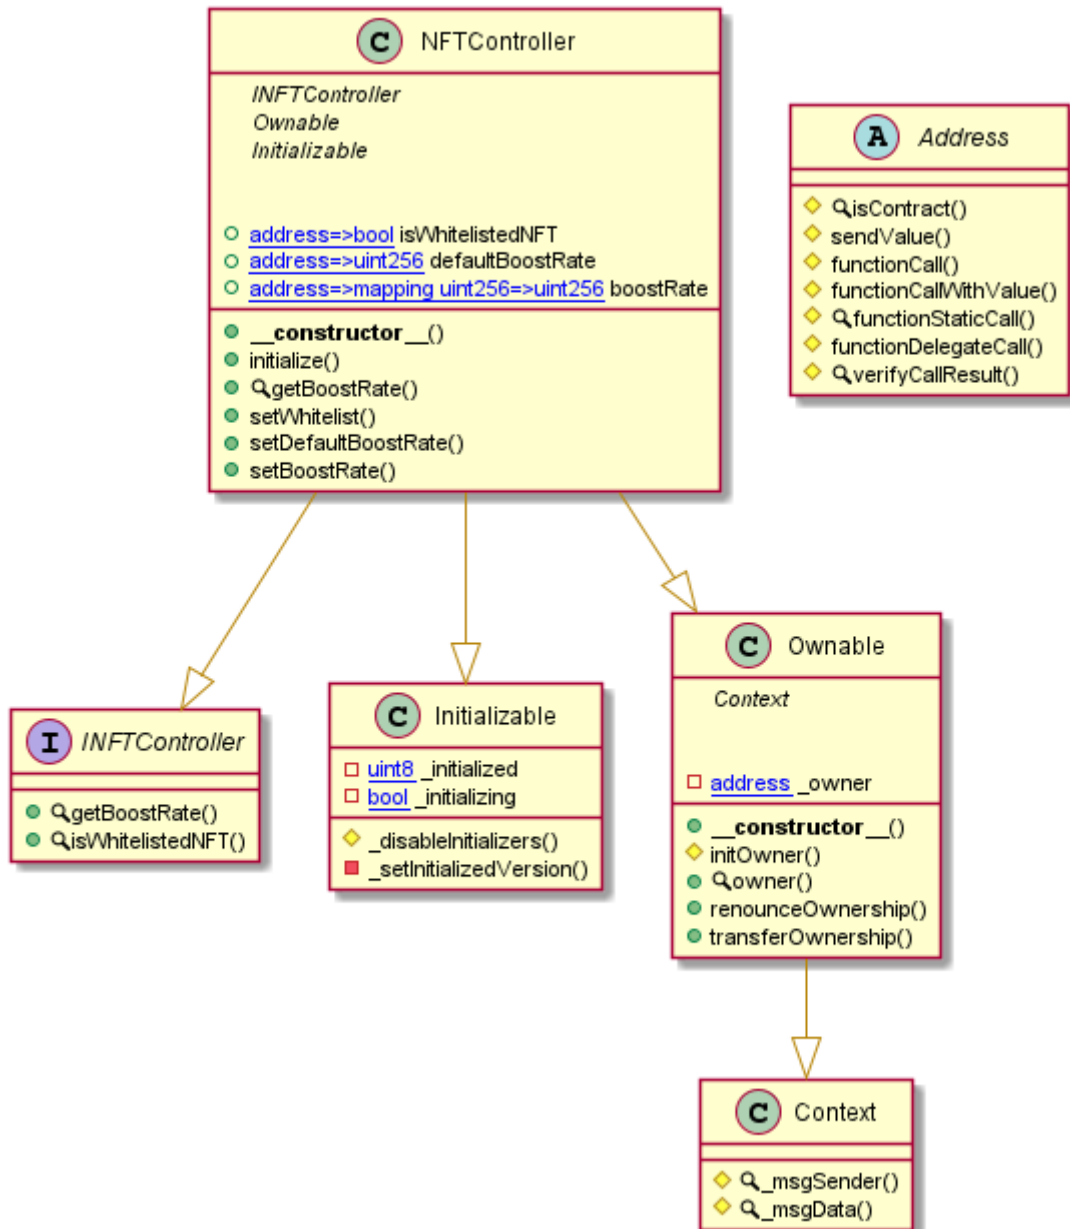 C NFTController
INFTController
Ownable
Initializable
address=>bool isWhitelistedNFT
address=>uint256 defaultBoostRate
address=>mapping uint256=>uint256 boostRate
__constructor__()
initialize()
getBoostRate()
setWhitelist()
setDefaultBoostRate()
setBoostRate()
A Address
isContract()
sendValue()
functionCall()
functionCallWithValue()
functionStaticCall()
functionDelegateCall()
verifyCallResult()
I INFTController
getBoostRate()
isWhitelistedNFT()
C Initializable
uint8 _initialized
bool _initializing
_disableInitializers()
_setInitializedVersion()
C Ownable
Context
address _owner
__constructor__()
initOwner()
owner()
renounceOwnership()
transferOwnership()
C Context
_msgSender()
_msgData()